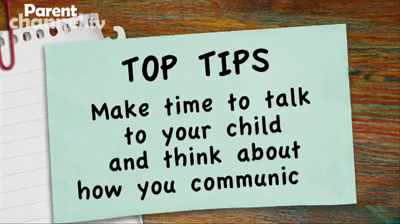 Parent
channel.tv
TOP TIPS
Make time to talk
to your child
and think about
how you communic